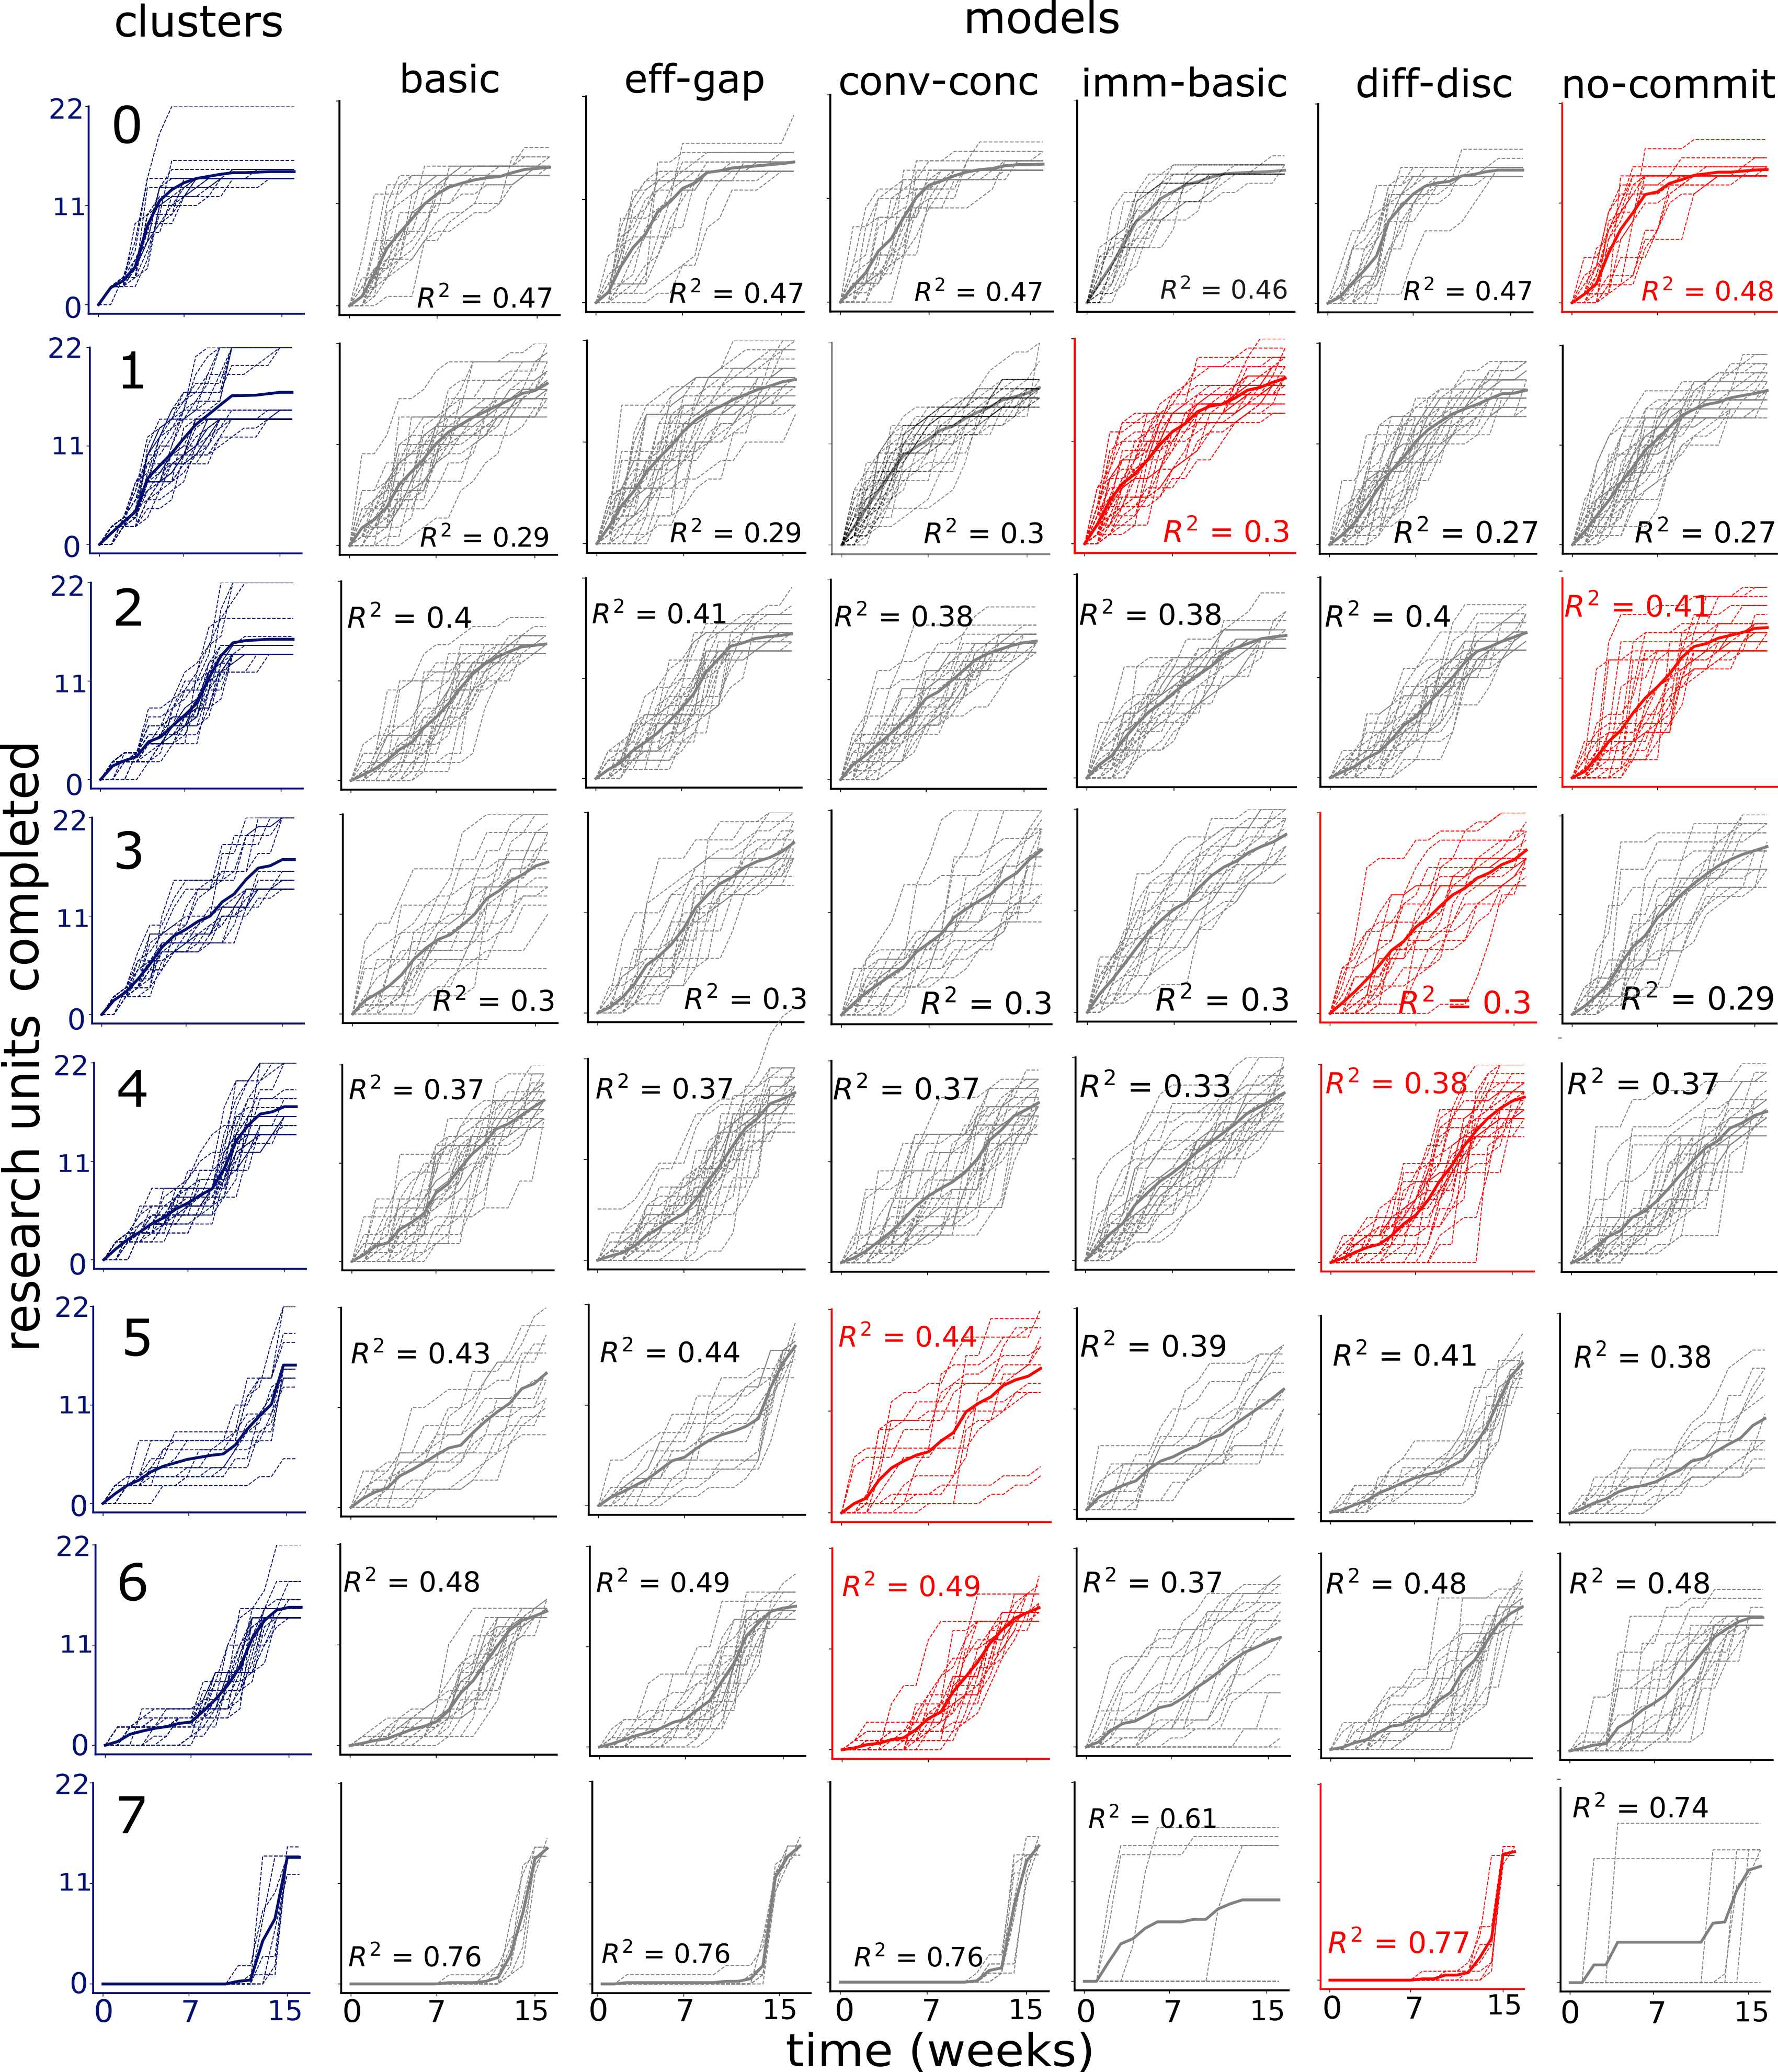 clusters
models
basic
eff-gap
conv-conc
imm-basic
diff-disc
no-commit
research units completed
22
11
0
0
R² = 0.47
R² = 0.47
R² = 0.47
R² = 0.46
R² = 0.47
R² = 0.48
22
11
0
1
R² = 0.29
R² = 0.29
R² = 0.3
R² = 0.3
R² = 0.27
R² = 0.27
22
11
0
2
R² = 0.4
R² = 0.41
R² = 0.38
R² = 0.38
R² = 0.4
R² = 0.41
22
11
0
3
R² = 0.3
R² = 0.3
R² = 0.3
R² = 0.3
R² = 0.3
R² = 0.29
22
11
0
4
R² = 0.37
R² = 0.37
R² = 0.37
R² = 0.33
R² = 0.38
R² = 0.37
22
11
0
5
R² = 0.43
R² = 0.44
R² = 0.44
R² = 0.39
R² = 0.41
R² = 0.38
22
11
0
6
R² = 0.48
R² = 0.49
R² = 0.49
R² = 0.37
R² = 0.48
R² = 0.48
22
11
0
7
R² = 0.76
R² = 0.76
R² = 0.76
R² = 0.61
R² = 0.77
R² = 0.74
0 7 15
0 7 15
0 7 15
0 7 15
0 7 15
0 7 15
0 7 15
time (weeks)